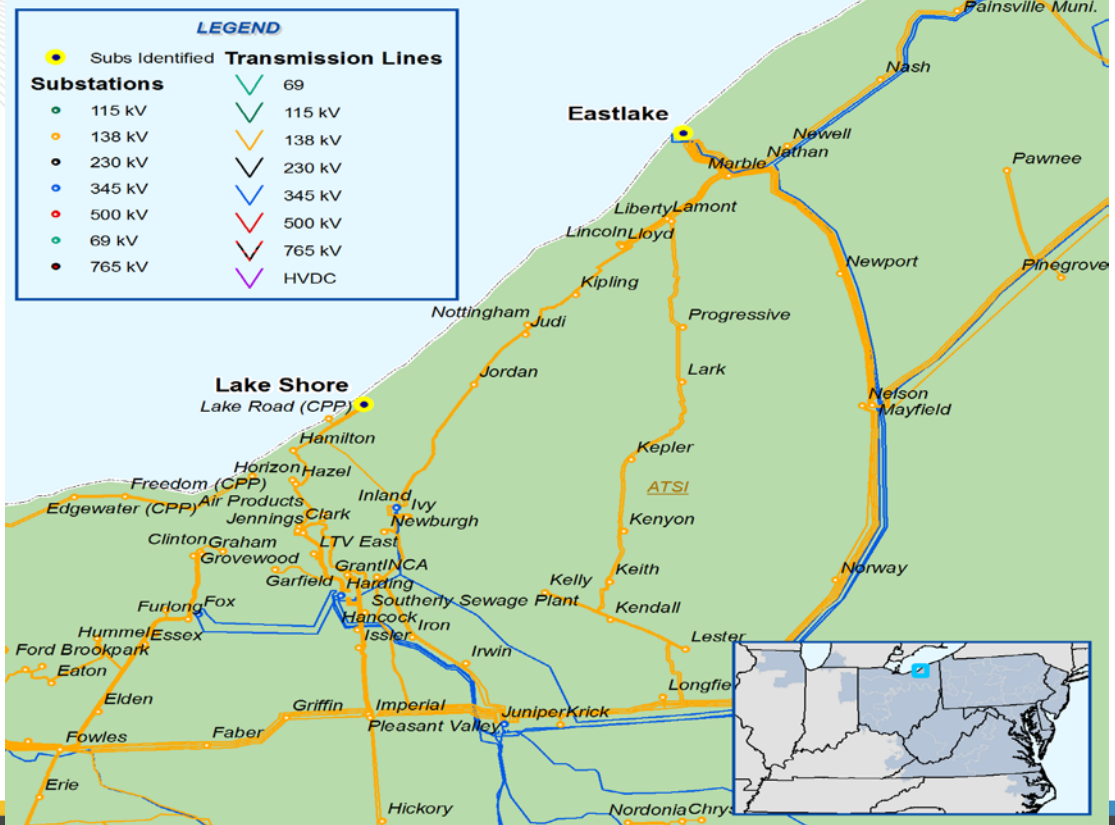 LEGEND
Subs Identified
Transmission Lines
Substations
69
115 kV
115 kV
138 kV
138 kV
230 kV
230 kV
345 kV
345 kV
500 kV
500 kV
69 kV
765 kV
765 kV
HVDC
Painsville Muni.
Nash
Eastlake
Newell
Nathan
Marble
Pawnee
Liberty
Lamont
Lincoln
Lloyd
Newport
Pinegrove
Kipling
Nottingham
Judi
Progressive
Jordan
Lark
Lake Shore
Lake Road (CPP)
Nelson
Mayfield
Hamilton
Kepler
Horizon
Hazel
Freedom (CPP)
ATSI
Edgewater (CPP)
Air Products
Inland
Ivy
Jennings
Clark
Newburgh
Kenyon
Clinton
Graham
LTV East
Grovewood
Grant
INCA
Garfield
Harding
Kelly
Keith
Norway
Southerly Sewage Plant
Furlong
Fox
Kendall
Hancock
Iron
Hummel
Essex
Issler
Lester
Ford Brookpark
Irwin
Eaton
Longfie
Elden
Griffin
Imperial
Juniper
Krick
Pleasant Valley
Fowles
Faber
Erie
Hickory
Nordonia
Chrys